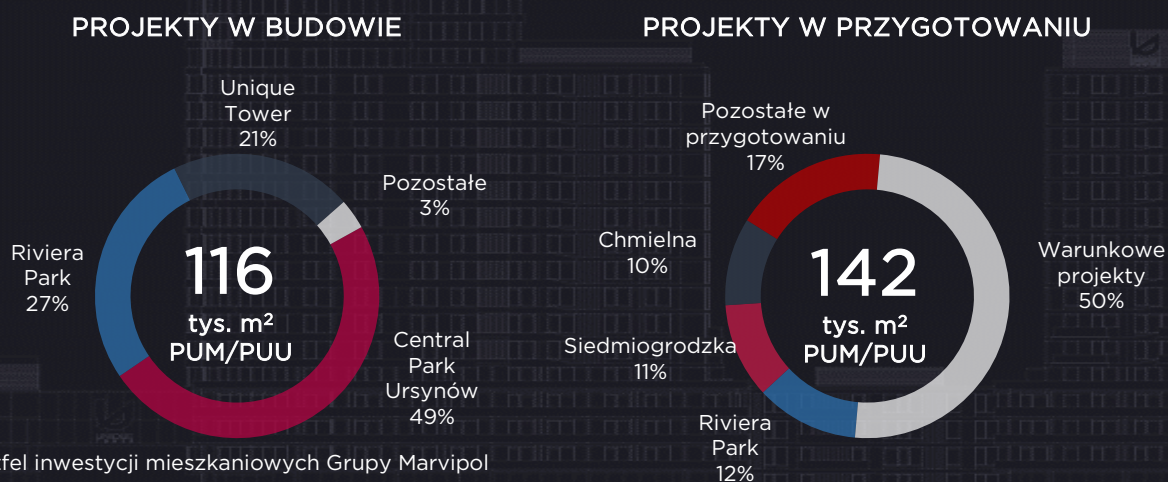 PROJEKTY W BUDOWIE
Unique
Tower
21%
Pozostałe
3%
Riviera
Park
27%
116
tys. m²
PUM/PUU
Central
Park
Ursynów
49%
PROJEKTY W PRZYGOTOWANIU
Pozostałe w
przygotowaniu
17%
Chmielna
10%
Warunkowe
projekty
50%
142
tys. m²
PUM/PUU
Siedmiogrodzka
11%
Riviera
Park
12%
inwestycji mieszkaniowych Grupy Marvipol